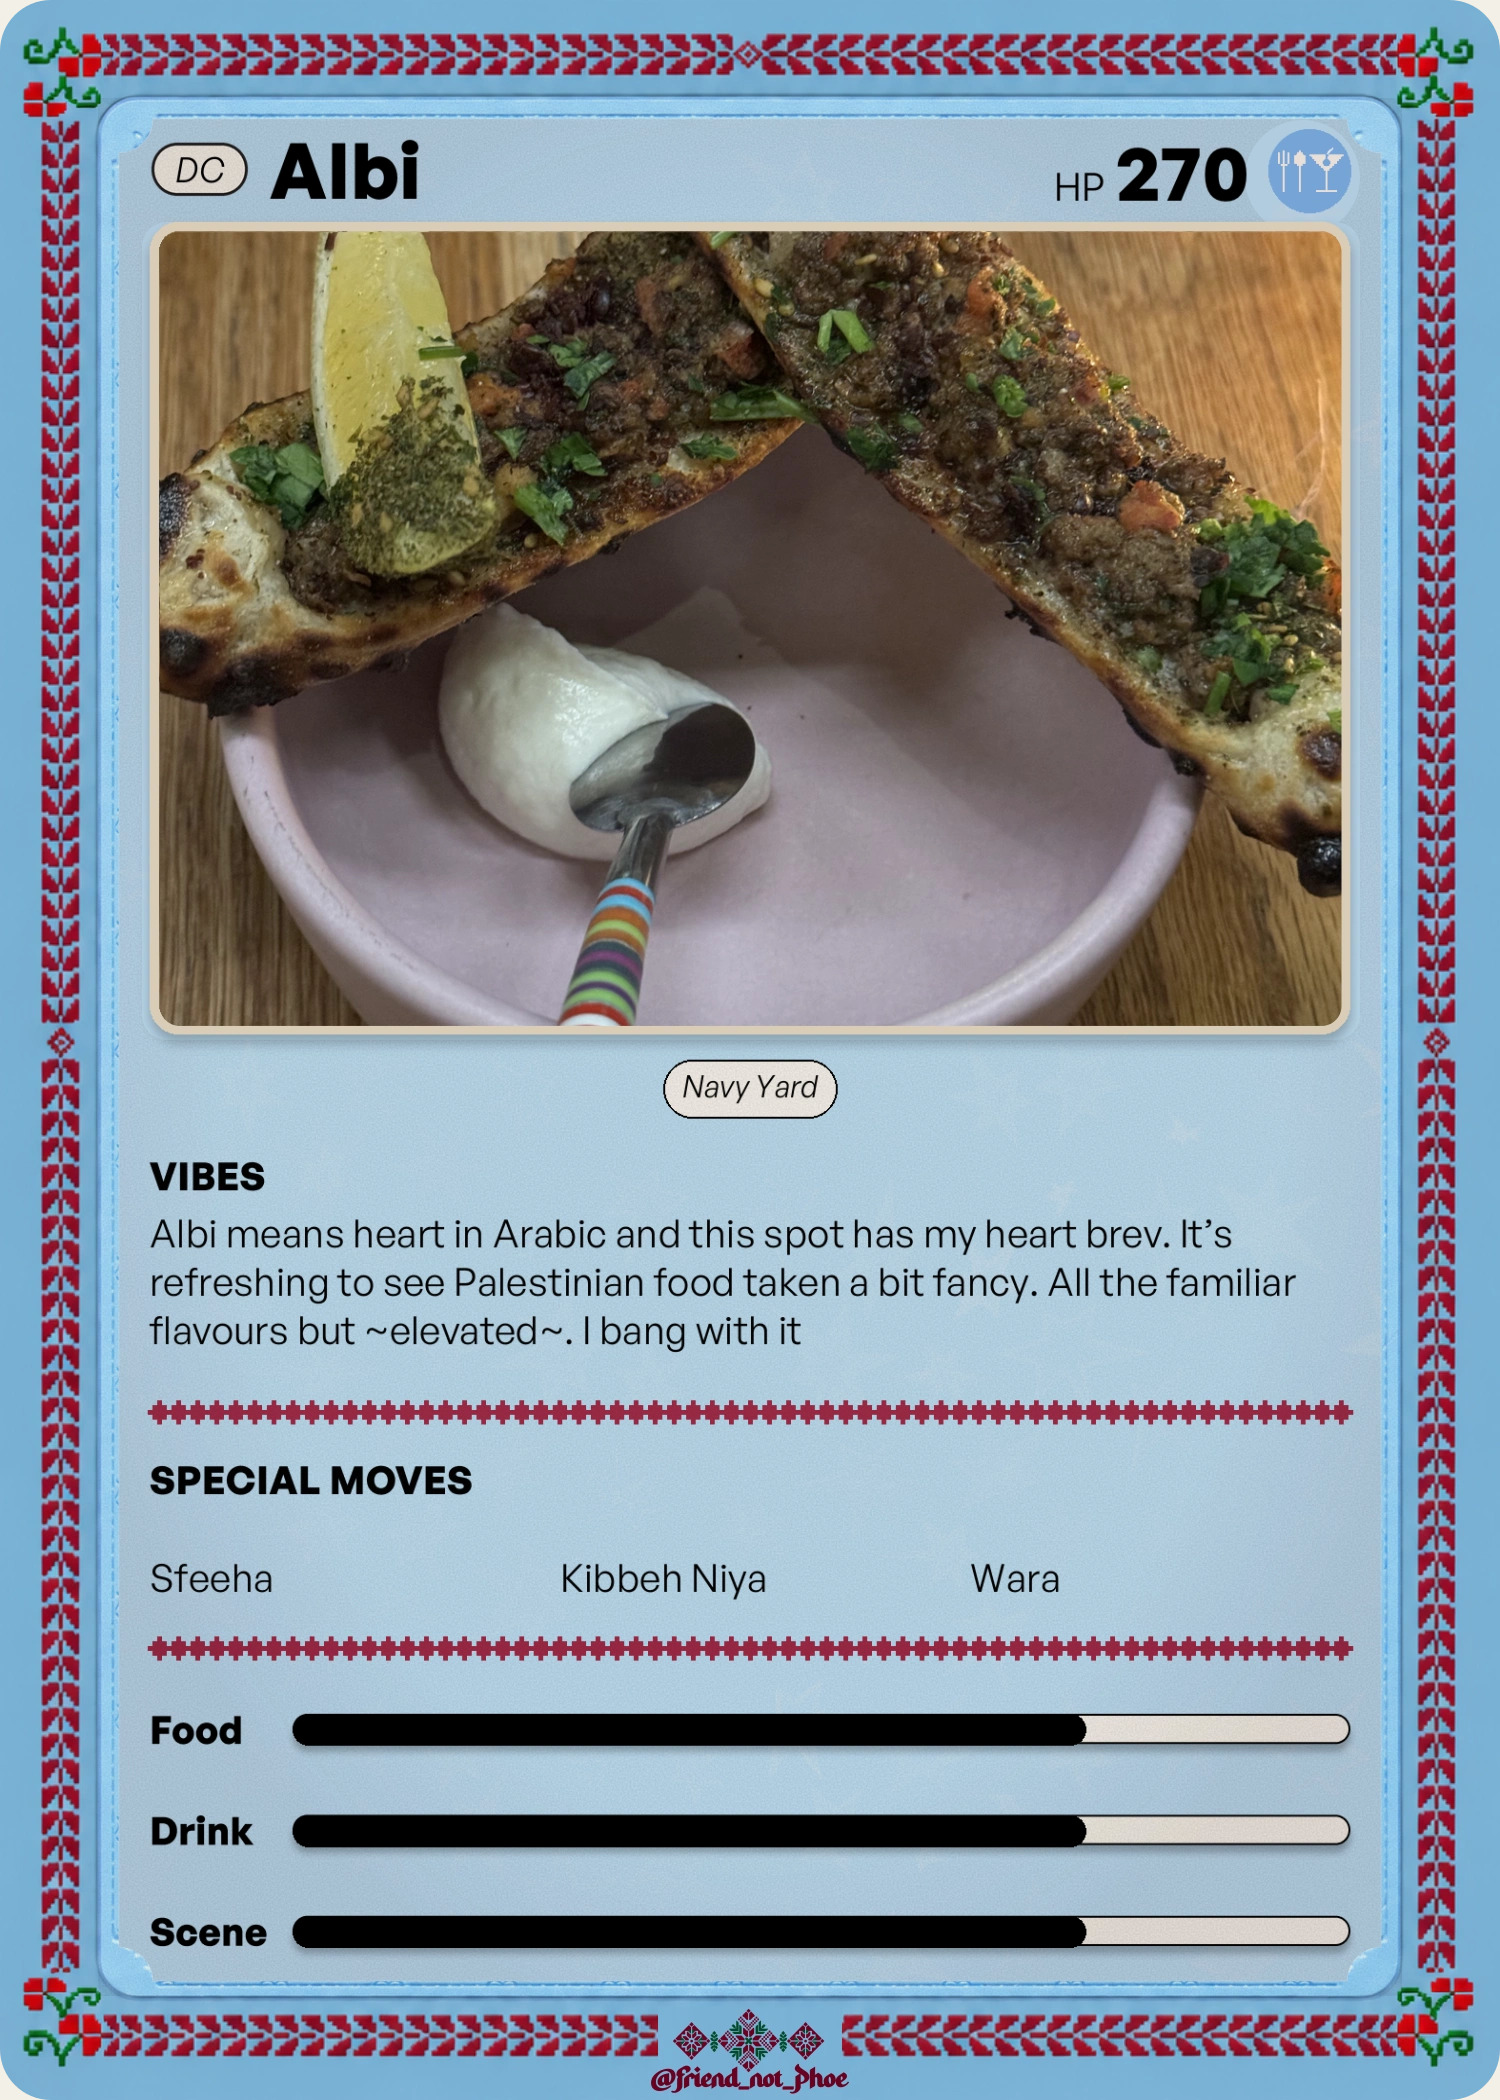 DC Albi HP 270
Navy Yard
VIBES
Albi means heart in Arabic and this spot has my heart brev. It’s
refreshing to see Palestinian food taken a bit fancy. All the familiar
flavours but ~elevated~. I bang with it
SPECIAL MOVES
Sfeeha Kibbeh Niya Wara
Food
Drink
Scene
@friend_not_phoe